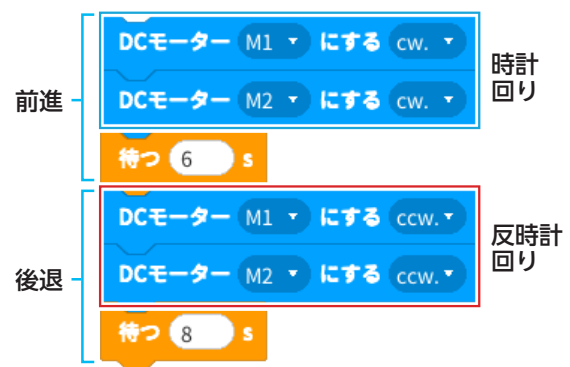 DCモーター M1 にする cw.
DCモーター M2 にする cw.
時計
回り
前進
待つ 6 s
DCモーター M1 にする ccw.
DCモーター M2 にする ccw.
反時計
回り
後退
待つ 8 s